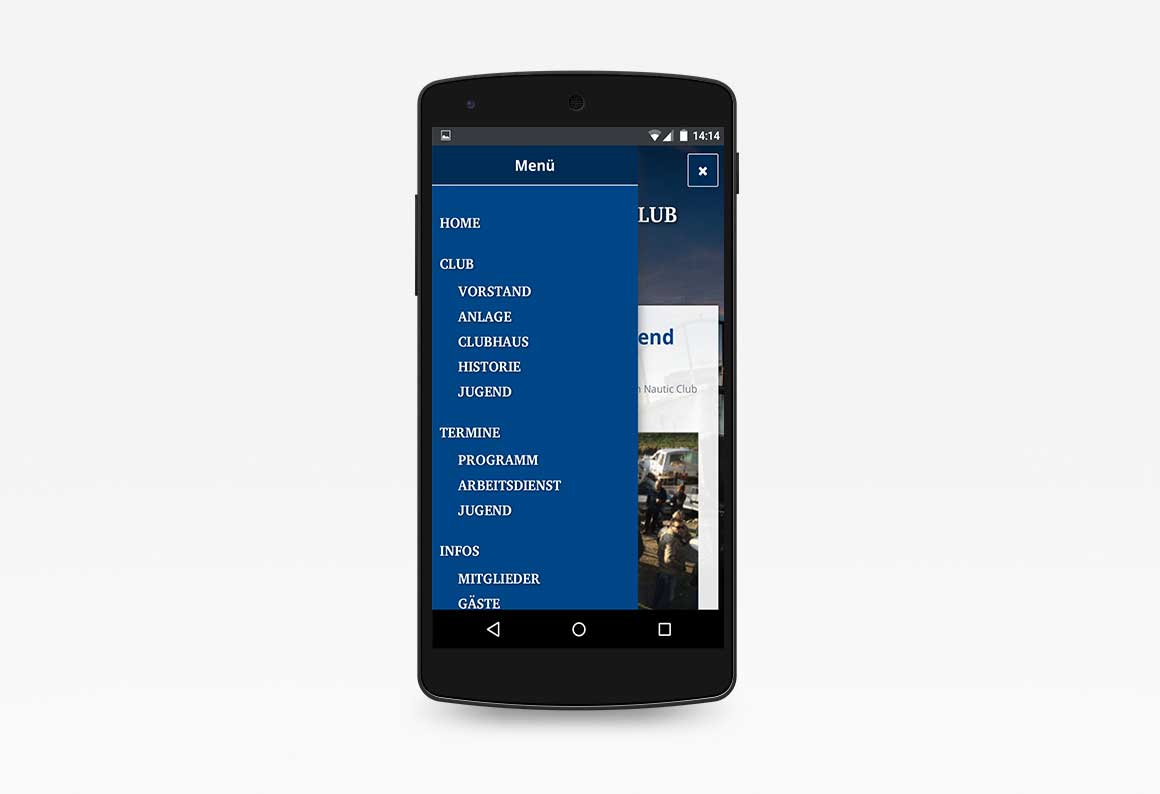 14:14
Menü
HOME
CLUB
VORSTAND
ANLAGE
CLUBHAUS
HISTORIE
JUGEND
TERMINE
PROGRAMM
ARBEITSDIENST
JUGEND
INFOS
MITGLIEDER
GÄSTE
LUB
end
Nautic Club